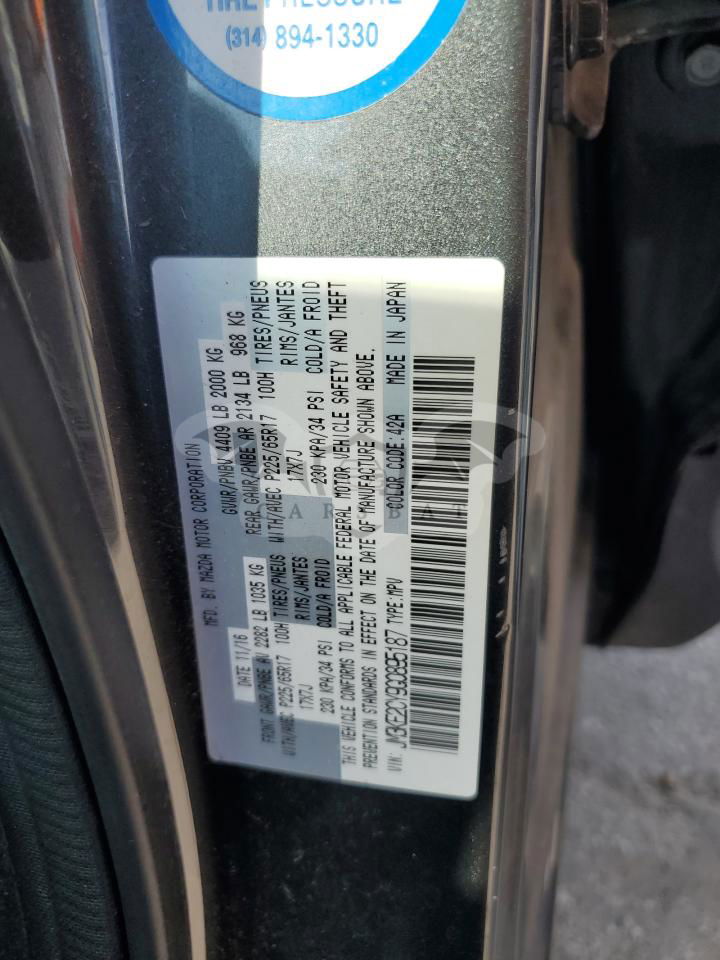 TIRE PRESSURE
(314) 894-1330
MFD. BY MAZDA MOTOR CORPORATION
DATE 11/16 GVWR/PNBV 4409 LB 2000 KG
FRONT GAWR/PNBE AV 2282 LB 1035 KG REAR GAWR/PNBE AR 2134 LB 968 KG
WITH/AVEC P225/65R17 100H TIRES/PNEUS WITH/AVEC P225/65R17 100H TIRES/PNEUS
17X7J RIMS/JANTES 17X7J RIMS/JANTES
230 KPA/34 PSI COLD/A FROID 230 KPA/34 PSI COLD/A FROID
THIS VEHICLE CONFORMS TO ALL APPLICABLE FEDERAL MOTOR VEHICLE SAFETY AND THEFT
PREVENTION STANDARDS IN EFFECT ON THE DATE OF MANUFACTURE SHOWN ABOVE.
VIN: JM3KE2CY9G0895187 TYPE:MPV COLOR CODE:42A MADE IN JAPAN
CARSBAT